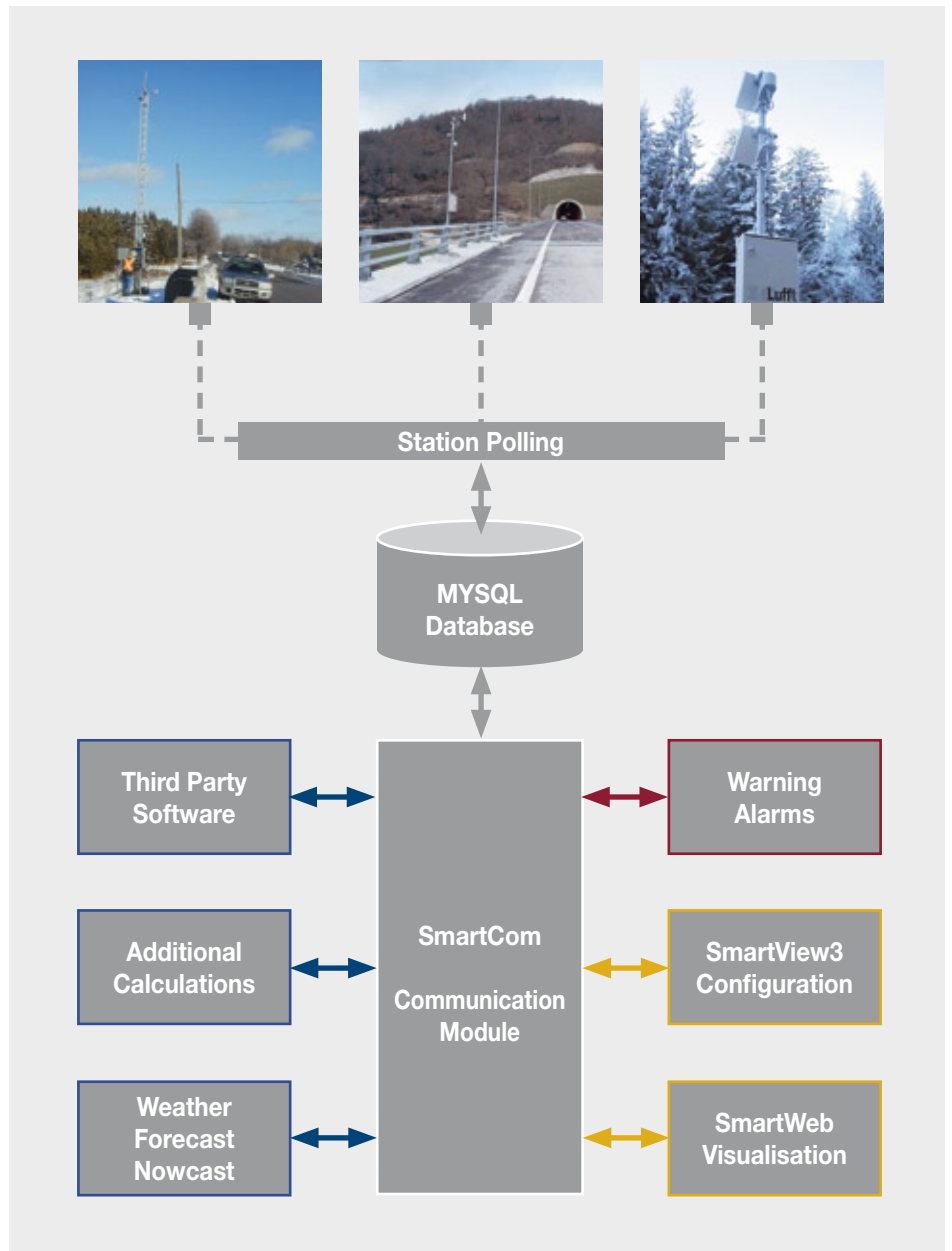 Lufft
Station Polling
MYSQL
Database
Third Party
Software
Warning
Alarms
SmartCom
Communication
Module
Additional
Calculations
SmartView3
Configuration
Weather
Forecast
Nowcast
SmartWeb
Visualisation